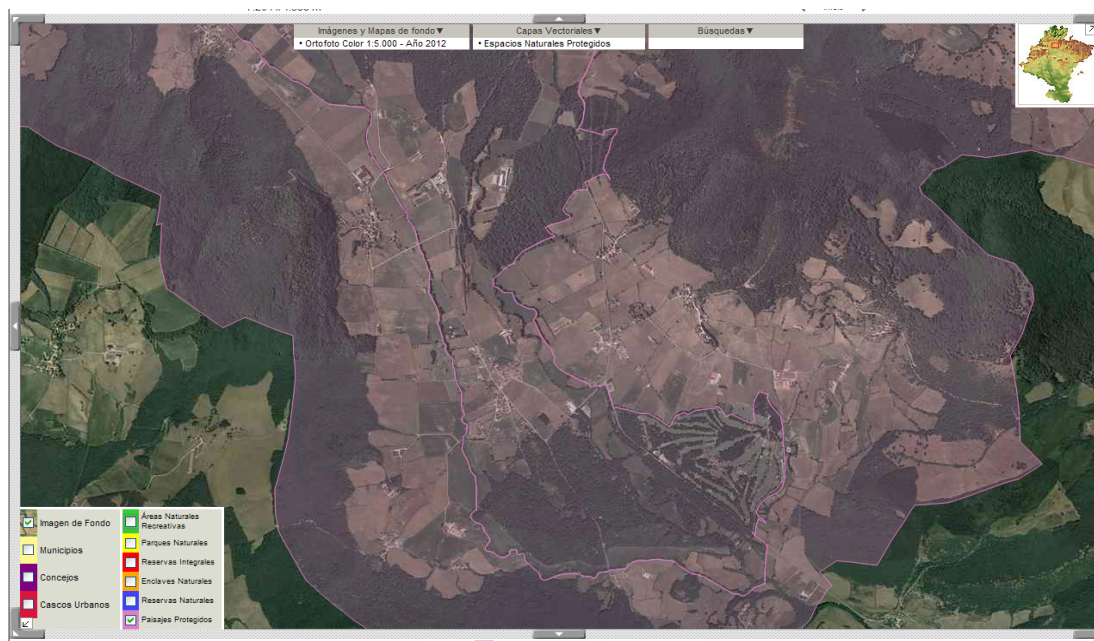 Imágenes y Mapas de fondo ▼
Capas Vectoriales ▼
Búsquedas ▼
• Ortofoto Color 1:5.000 - Año 2012
• Espacios Naturales Protegidos
Imagen de Fondo
Municipios
Concejos
Cascos Urbanos
Áreas Naturales
Recreativas
Parques Naturales
Reservas Integrales
Enclaves Naturales
Reservas Naturales
Paisajes Protegidos